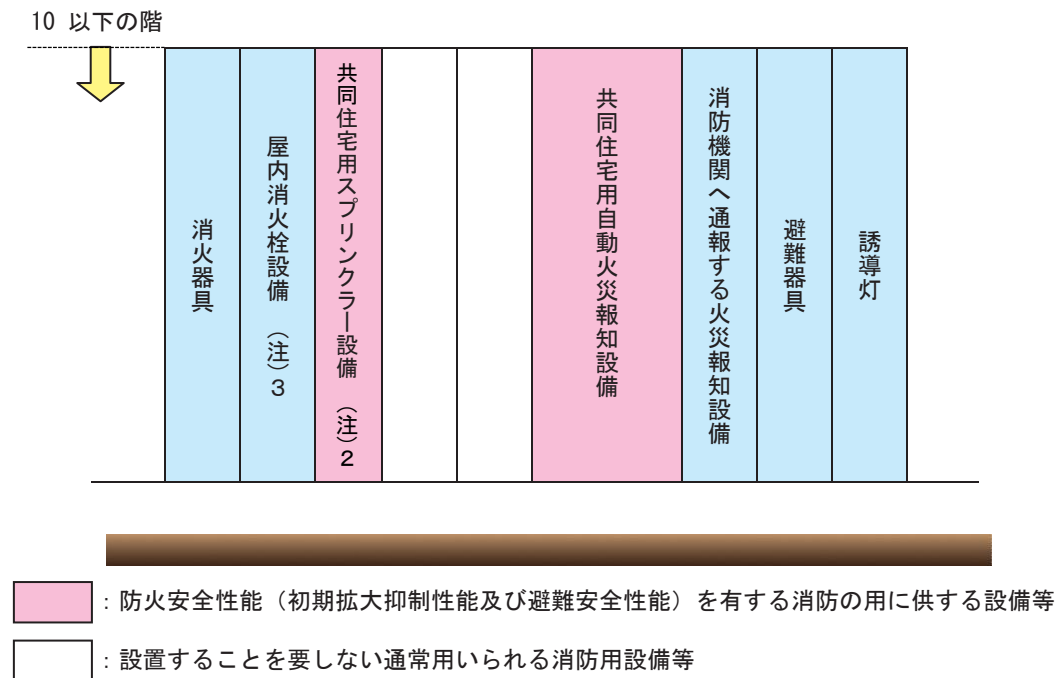 10 以下の階
消火器具
屋内消火栓設備 (注)3
共同住宅用スプリンクラー設備 (注)2
共同住宅用自動火災報知設備
消防機関へ通報する火災報知設備
避難器具
誘導灯
:防火安全性能(初期拡大抑制性能及び避難安全性能)を有する消防の用に供する設備等
:設置することを要しない通常用いられる消防用設備等